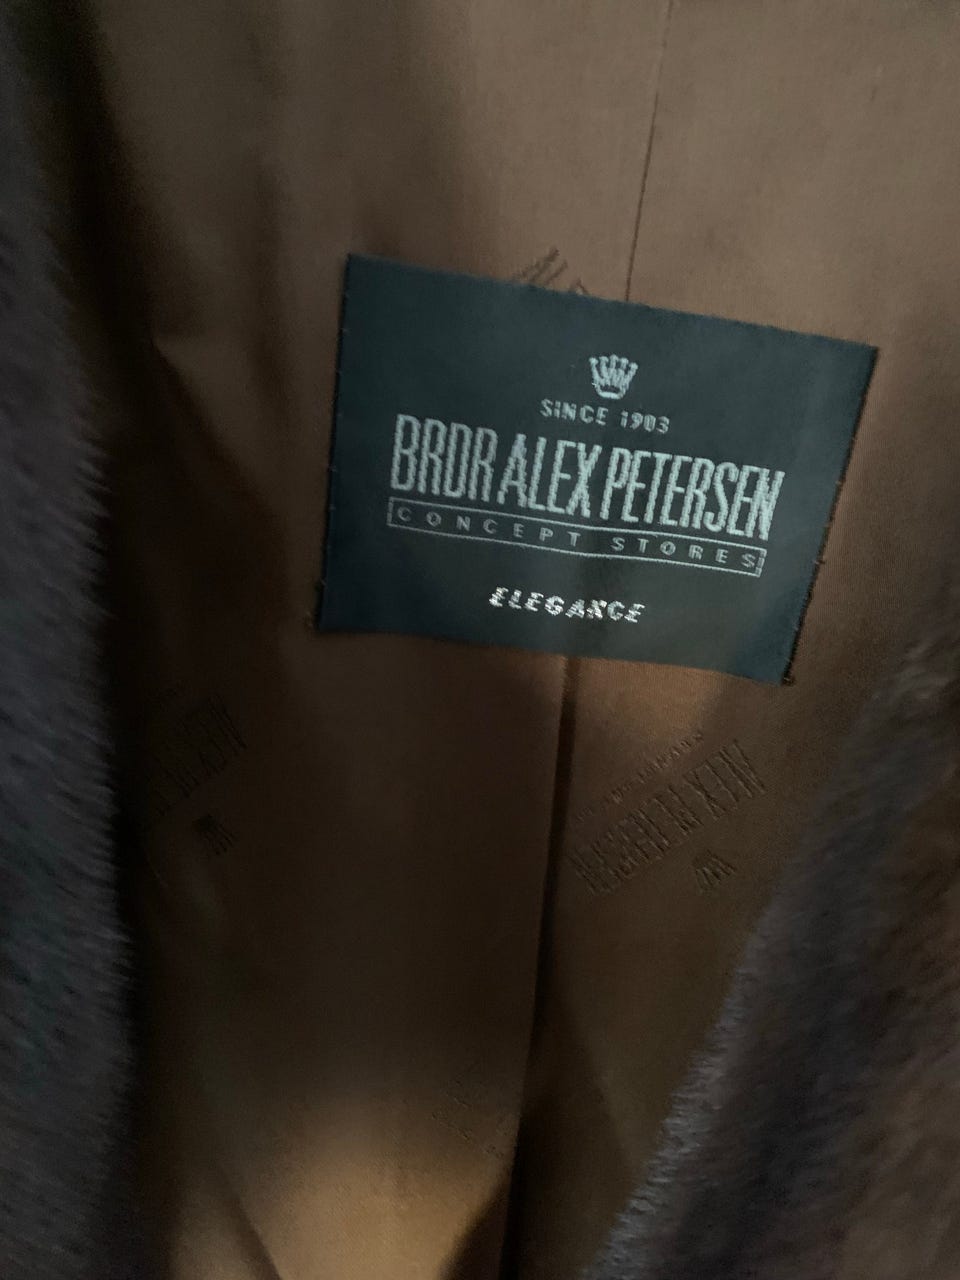 SINCE 1903
BRDR ALEX PETERSEN
CONCEPT STORES
ELEGANCE